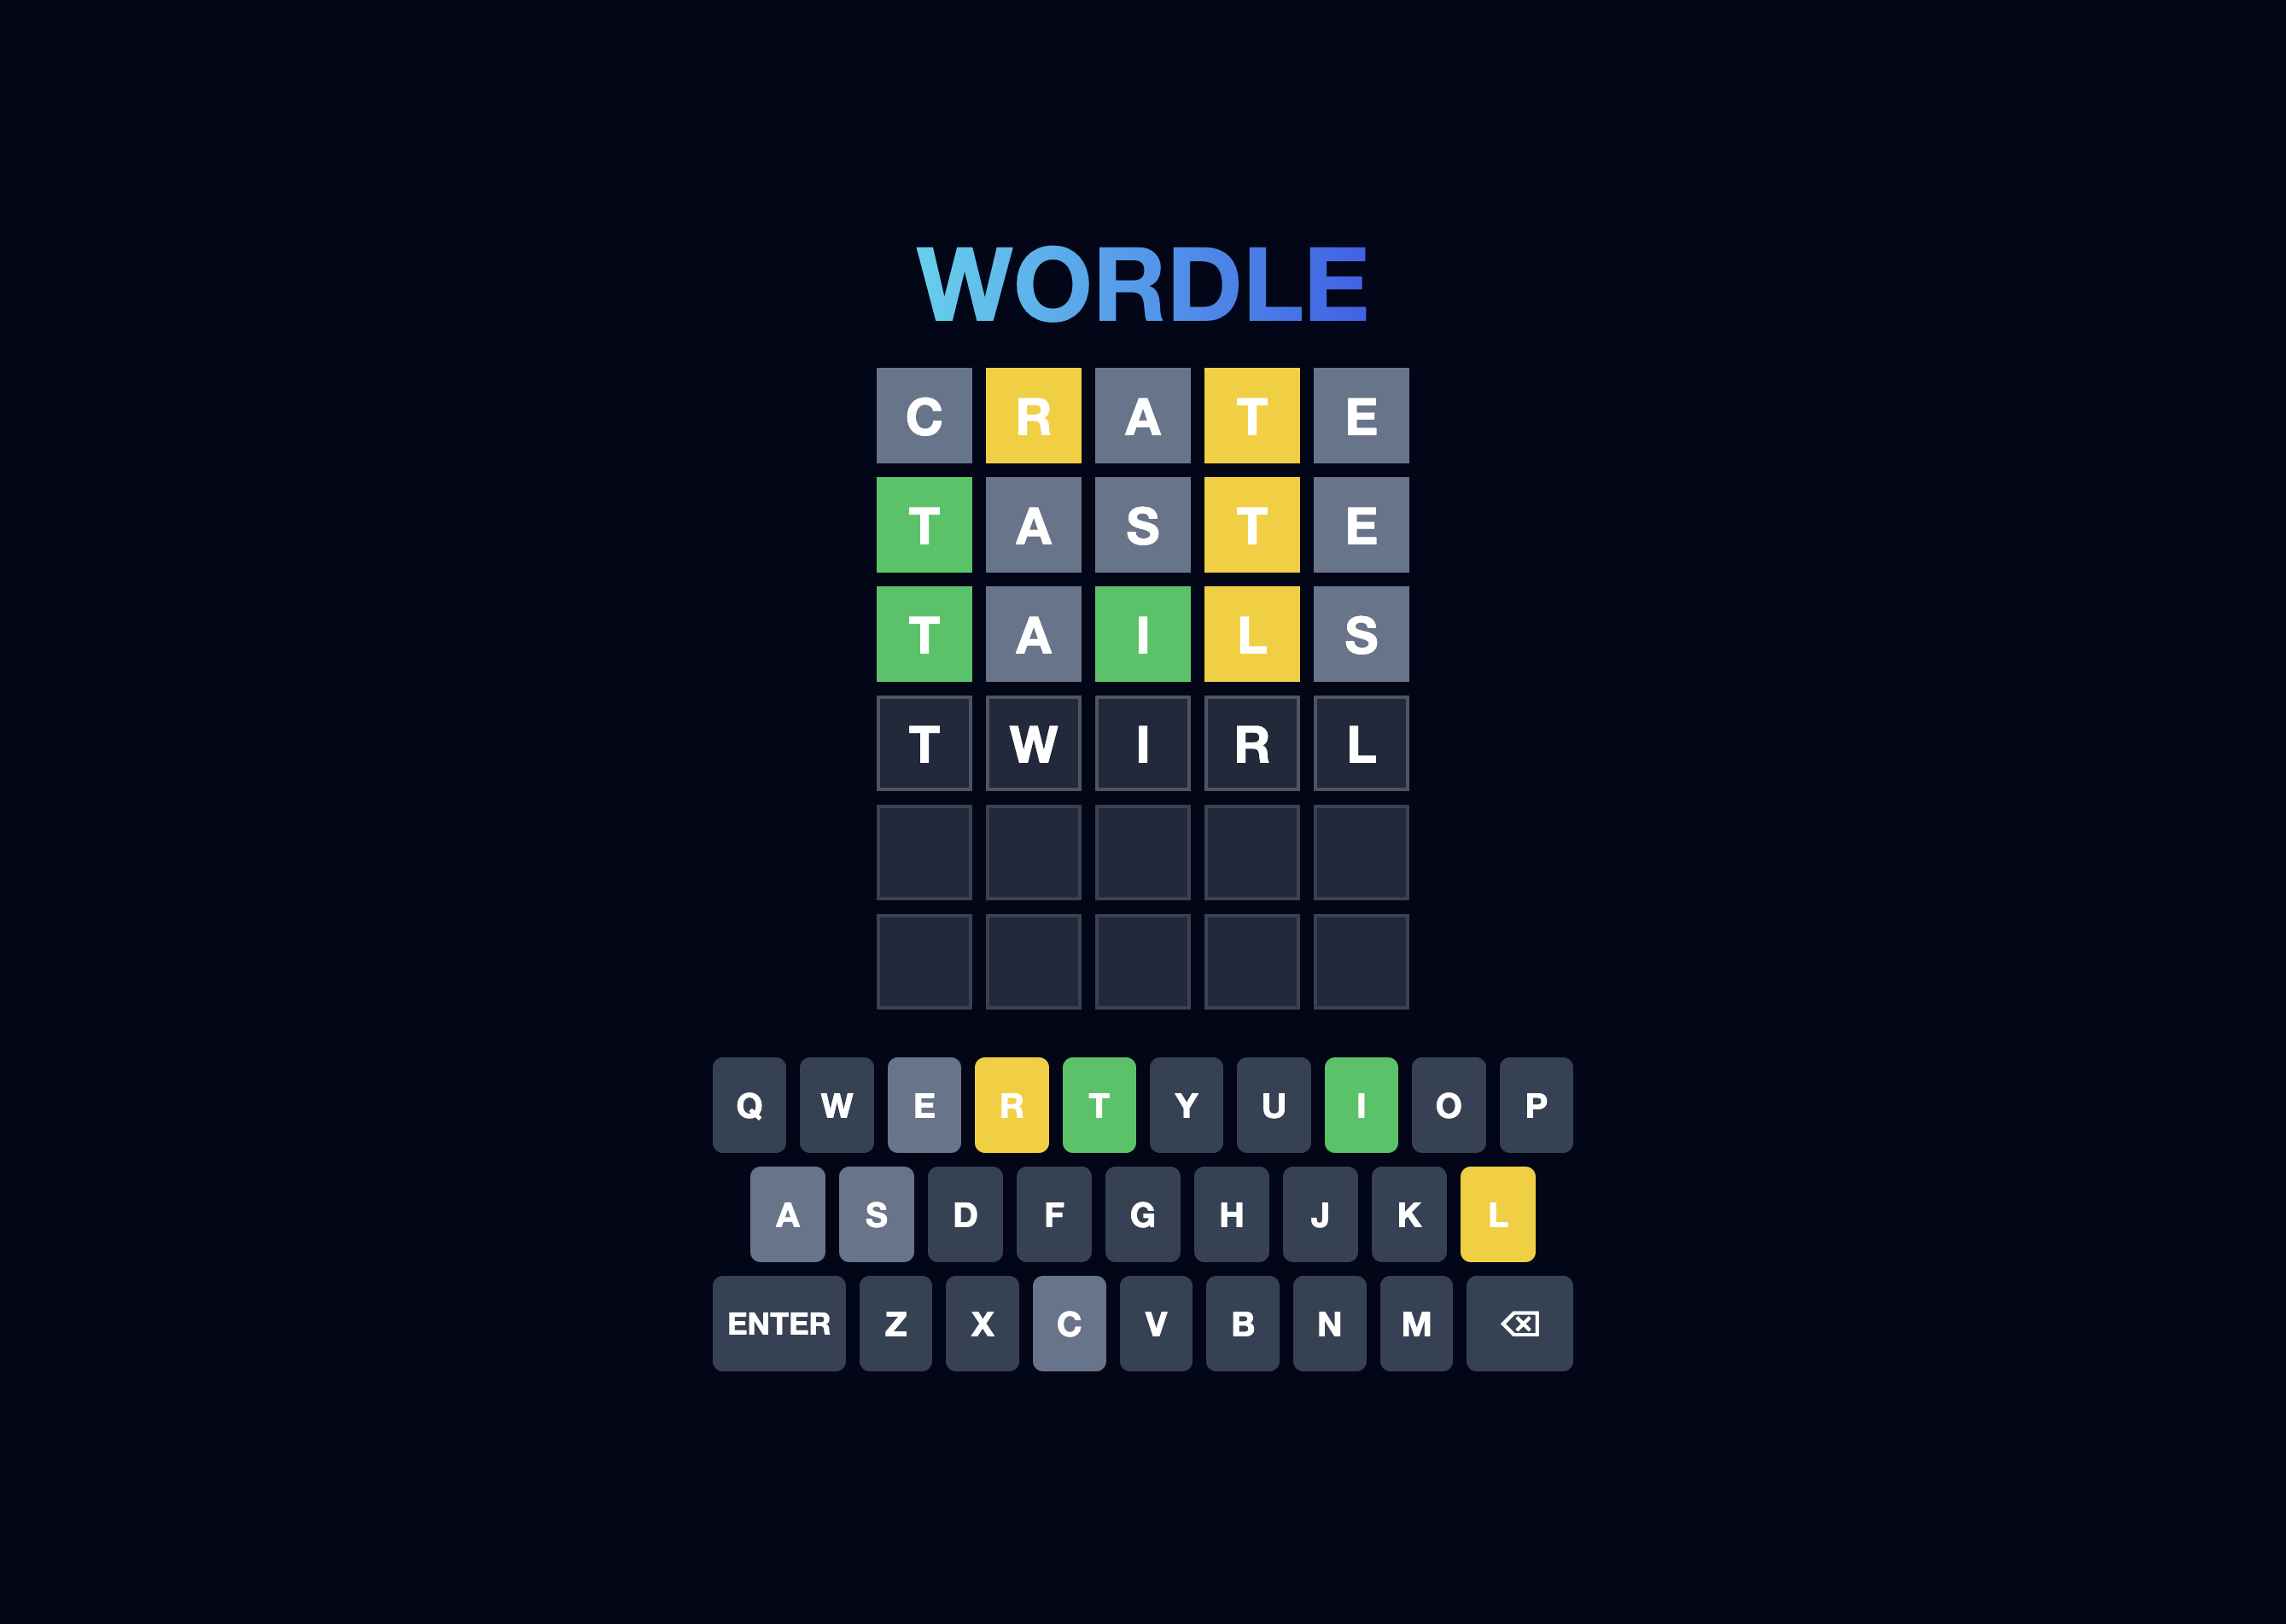 WORDLE
C R A T E
T A S T E
T A I L S
T W I R L
Q W E R T Y U I O P
A S D F G H J K L
ENTER Z X C V B N M